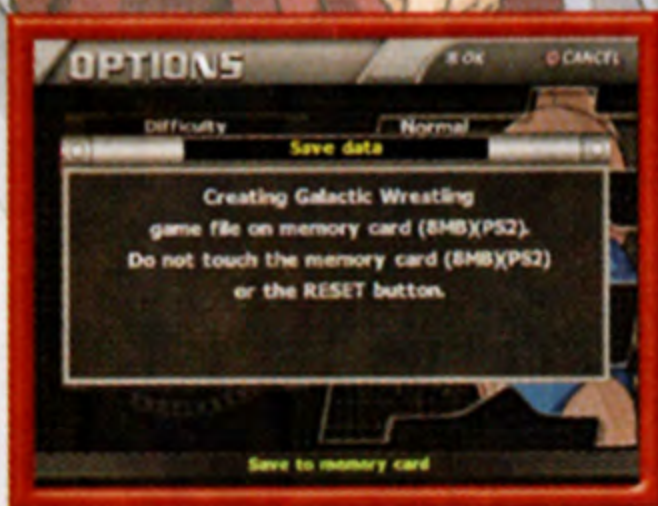 OPTIONS OK CANCEL
Difficulty Normal
Save data
Creating Galactic Wrestling
game file on memory card (8MB)(PS2).
Do not touch the memory card (8MB)(PS2)
or the RESET button.
Save to memory card